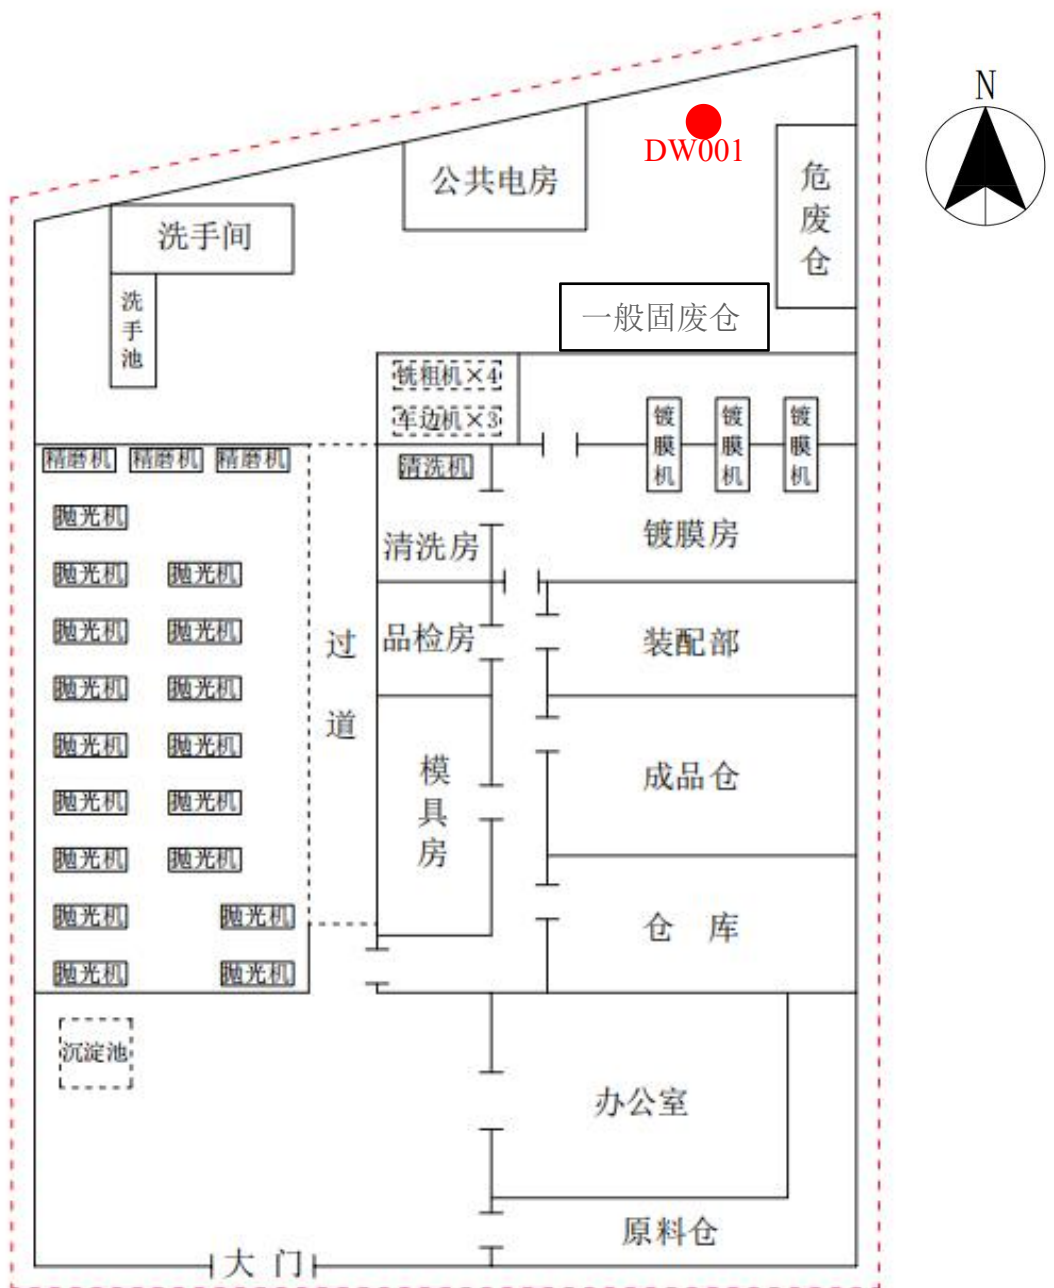 N
DW001
公共电房
危废仓
洗手间
洗手池
一般固废仓
铣粗机×4
车边机×3
镀膜机
镀膜机
镀膜机
精磨机
精磨机
精磨机
清洗机
抛光机
清洗房
镀膜房
抛光机
抛光机
抛光机
抛光机
过道
品检房
装配部
抛光机
抛光机
抛光机
抛光机
模具房
成品仓
抛光机
抛光机
抛光机
抛光机
抛光机
抛光机
仓 库
抛光机
抛光机
沉淀池
办公室
原料仓
大 门